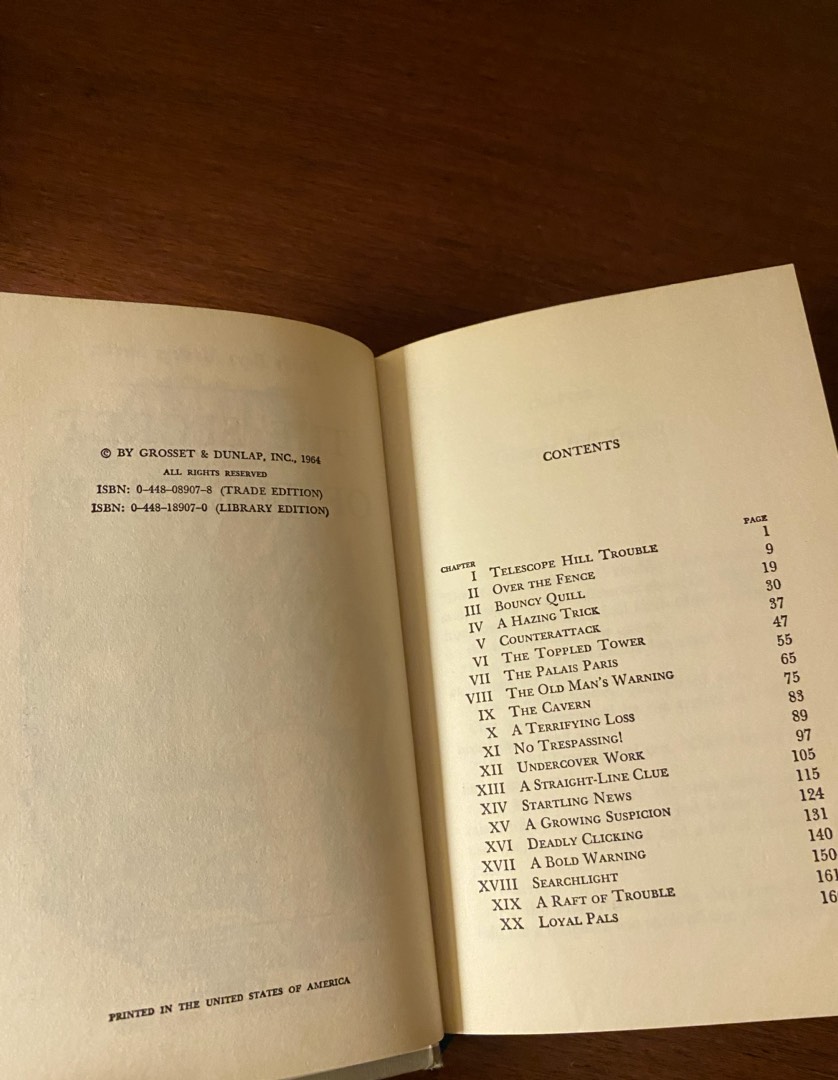 © BY GROSSET & DUNLAP, INC., 1964
ALL RIGHTS RESERVED
ISBN: 0-448-08907-8 (TRADE EDITION)
ISBN: 0-448-18907-0 (LIBRARY EDITION)
PRINTED IN THE UNITED STATES OF AMERICA
CONTENTS
CHAPTER PAGE
I TELESCOPE HILL TROUBLE 1
II OVER THE FENCE 9
III BOUNCY QUILL 19
IV A HAZING TRICK 30
V COUNTERATTACK 37
VI THE TOPPLED TOWER 47
VII THE PALAIS PARIS 55
VIII THE OLD MAN'S WARNING 65
IX THE CAVERN 75
X A TERRIFYING LOSS 83
XI NO TRESPASSING! 89
XII UNDERCOVER WORK 97
XIII A STRAIGHT-LINE CLUE 105
XIV STARTLING NEWS 115
XV A GROWING SUSPICION 124
XVI DEADLY CLICKING 131
XVII A BOLD WARNING 140
XVIII SEARCHLIGHT 150
XIX A RAFT OF TROUBLE 161
XX LOYAL PALS